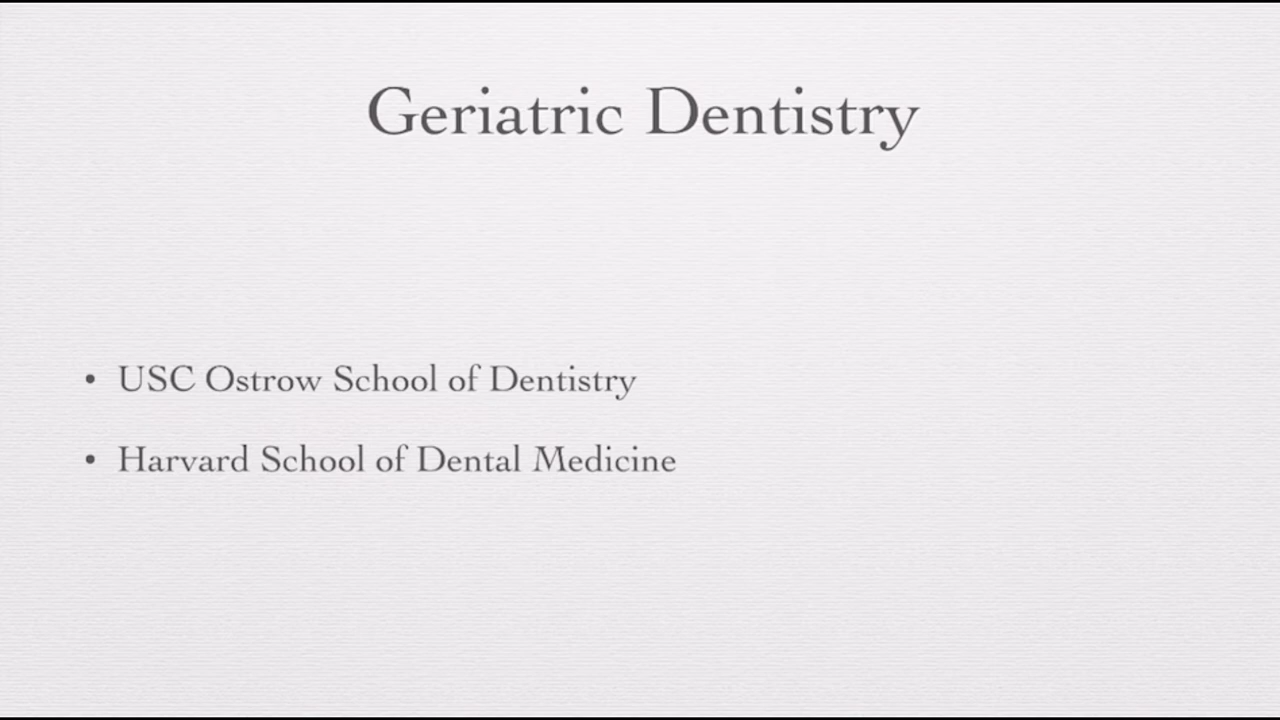 Geriatric Dentistry
• USC Ostrow School of Dentistry
• Harvard School of Dental Medicine